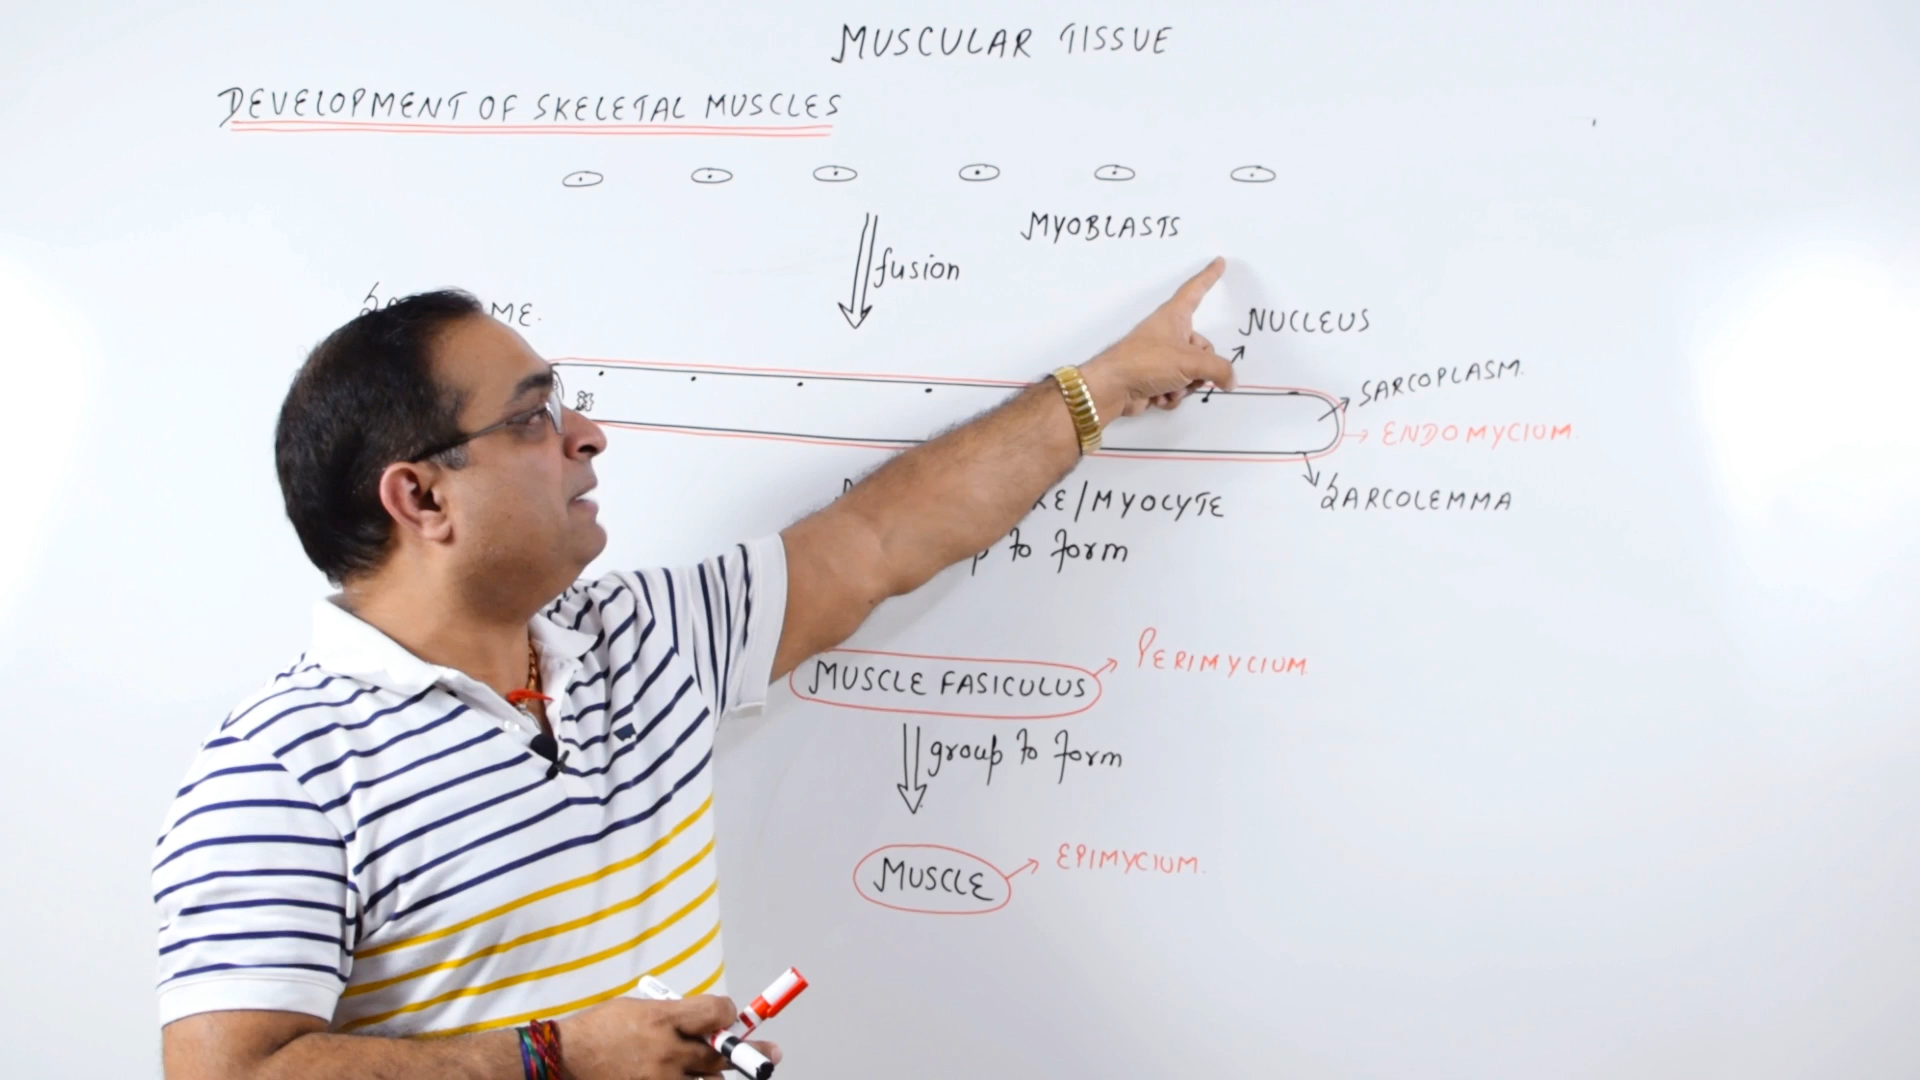 MUSCULAR TISSUE
DEVELOPMENT OF SKELETAL MUSCLES
MYOBLASTS
fusion
NUCLEUS
SARCOPLASM.
ENDOMYCIUM.
/MYOCYTE
SARCOLEMMA
to form
MUSCLE FASICULUS
PERIMYCIUM
group to form
MUSCLE
EPIMYCIUM.